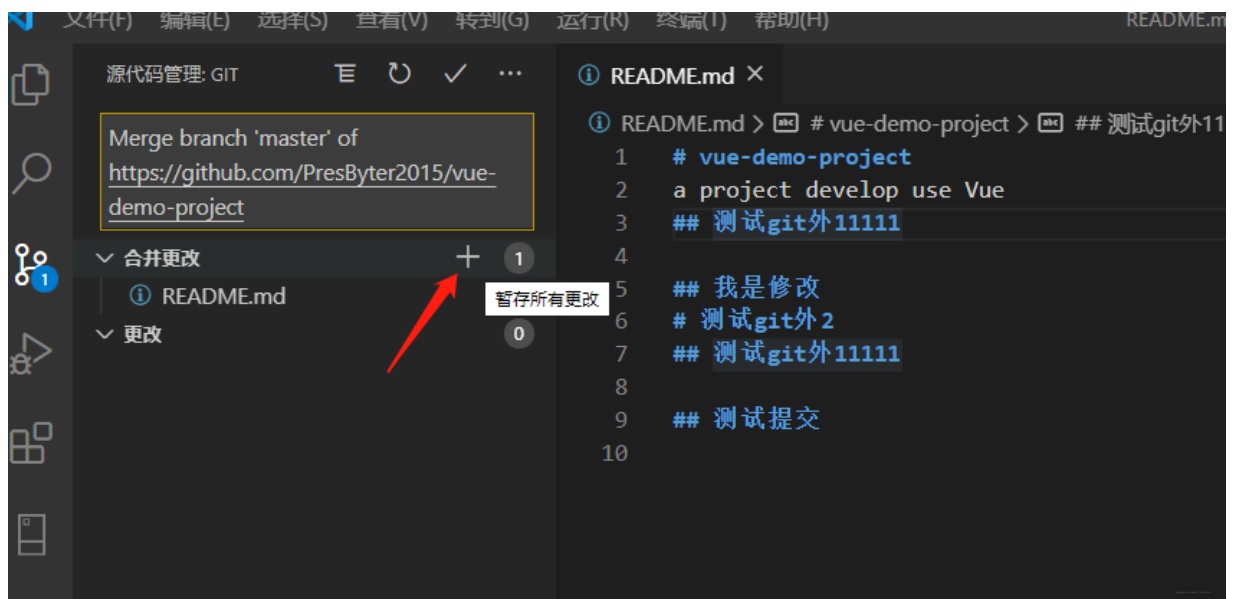 文件(F) 编辑(E) 选择(S) 查看(V) 转到(G) 运行(R) 终端(T) 帮助(H) README.m
源代码管理: GIT
Merge branch 'master' of
https://github.com/PresByter2015/vue-
demo-project
合并更改 1
README.md
暂存所有更改
更改 0
1
README.md
README.md > # vue-demo-project > ## 测试git外11
1 # vue-demo-project
2 a project develop use Vue
3 ## 测试git外11111
4
5 ## 我是修改
6 # 测试git外2
7 ## 测试git外11111
8
9 ## 测试提交
10